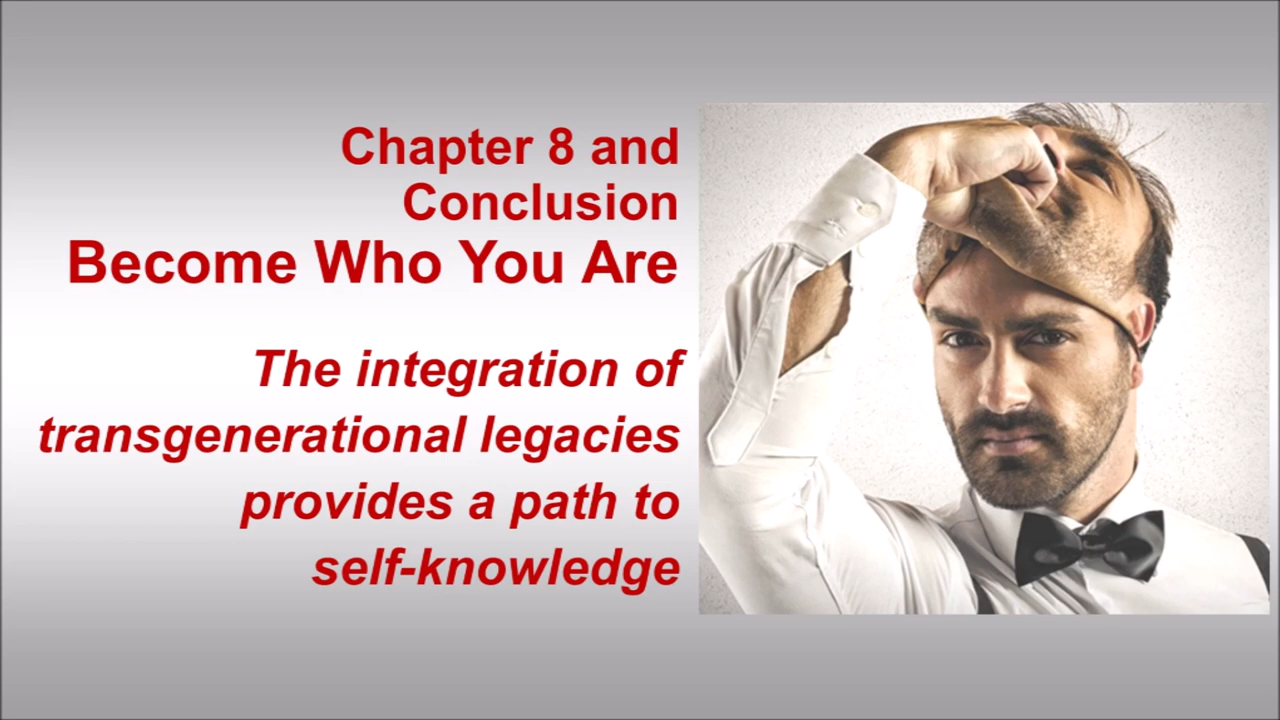 Chapter 8 and
Conclusion
Become Who You Are
The integration of
transgenerational legacies
provides a path to
self-knowledge